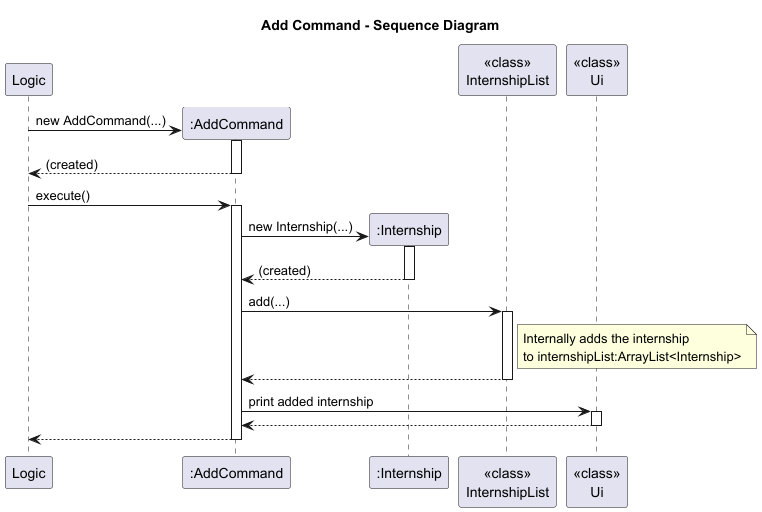 Add Command - Sequence Diagram
Logic
«class»
InternshipList
«class»
Ui
new AddCommand(...)
:AddCommand
(created)
execute()
new Internship(...)
:Internship
(created)
add(...)
Internally adds the internship
to internshipList:ArrayList<Internship>
print added internship
Logic
:AddCommand
:Internship
«class»
InternshipList
«class»
Ui